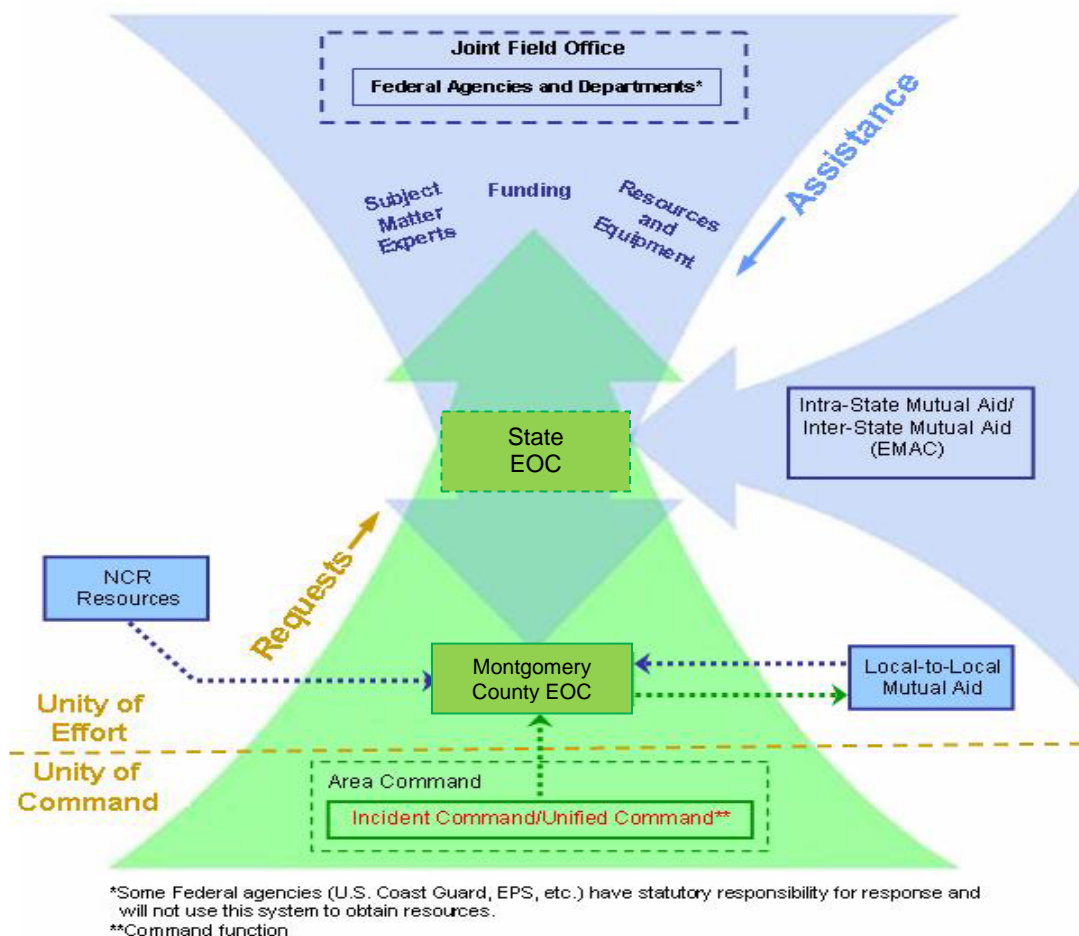 Joint Field Office
Federal Agencies and Departments*
Assistance
Subject
Matter
Experts
Funding
Resources
and
Equipment
State
EOC
Intra-State Mutual Aid/
Inter-State Mutual Aid
(EMAC)
Requests
NCR
Resources
Montgomery
County EOC
Local-to-Local
Mutual Aid
Unity of
Effort
Unity of
Command
Area Command
Incident Command/Unified Command**
*Some Federal agencies (U.S. Coast Guard, EPS, etc.) have statutory responsibility for response and
will not use this system to obtain resources.
**Command function